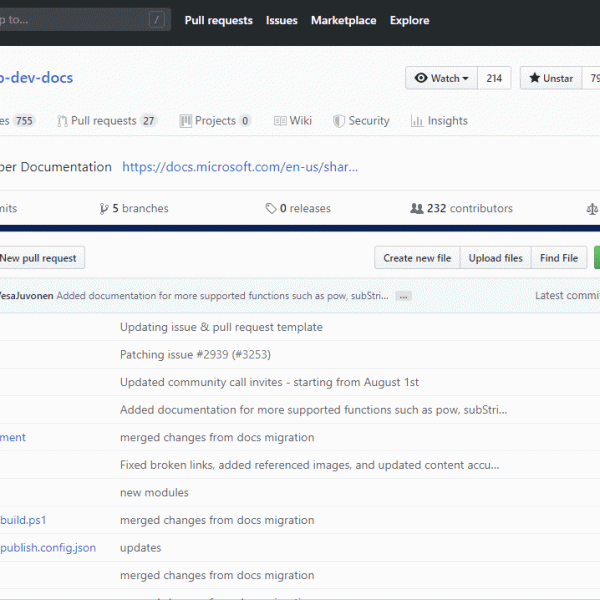 p to... / Pull requests Issues Marketplace Explore
p-dev-docs Watch 214 Unstar 79
es 755 Pull requests 27 Projects 0 Wiki Security Insights
per Documentation https://docs.microsoft.com/en-us/shar...
mits 5 branches 0 releases 232 contributors
New pull request Create new file Upload files Find File
VesaJuvonen Added documentation for more supported functions such as pow, subStri... ... Latest commi
Updating issue & pull request template
Patching issue #2939 (#3253)
Updated community call invites - starting from August 1st
Added documentation for more supported functions such as pow, subStri...
ment merged changes from docs migration
Fixed broken links, added referenced images, and updated content accu...
new modules
build.ps1 merged changes from docs migration
publish.config.json updates
merged changes from docs migration